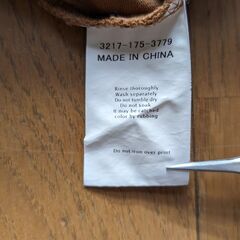 3217-175-3779
MADE IN CHINA
Rinse thoroughly
Wash separately
Do not tumble dry
Do not soak
It may be catched
color by rubbing
Do not iron over print